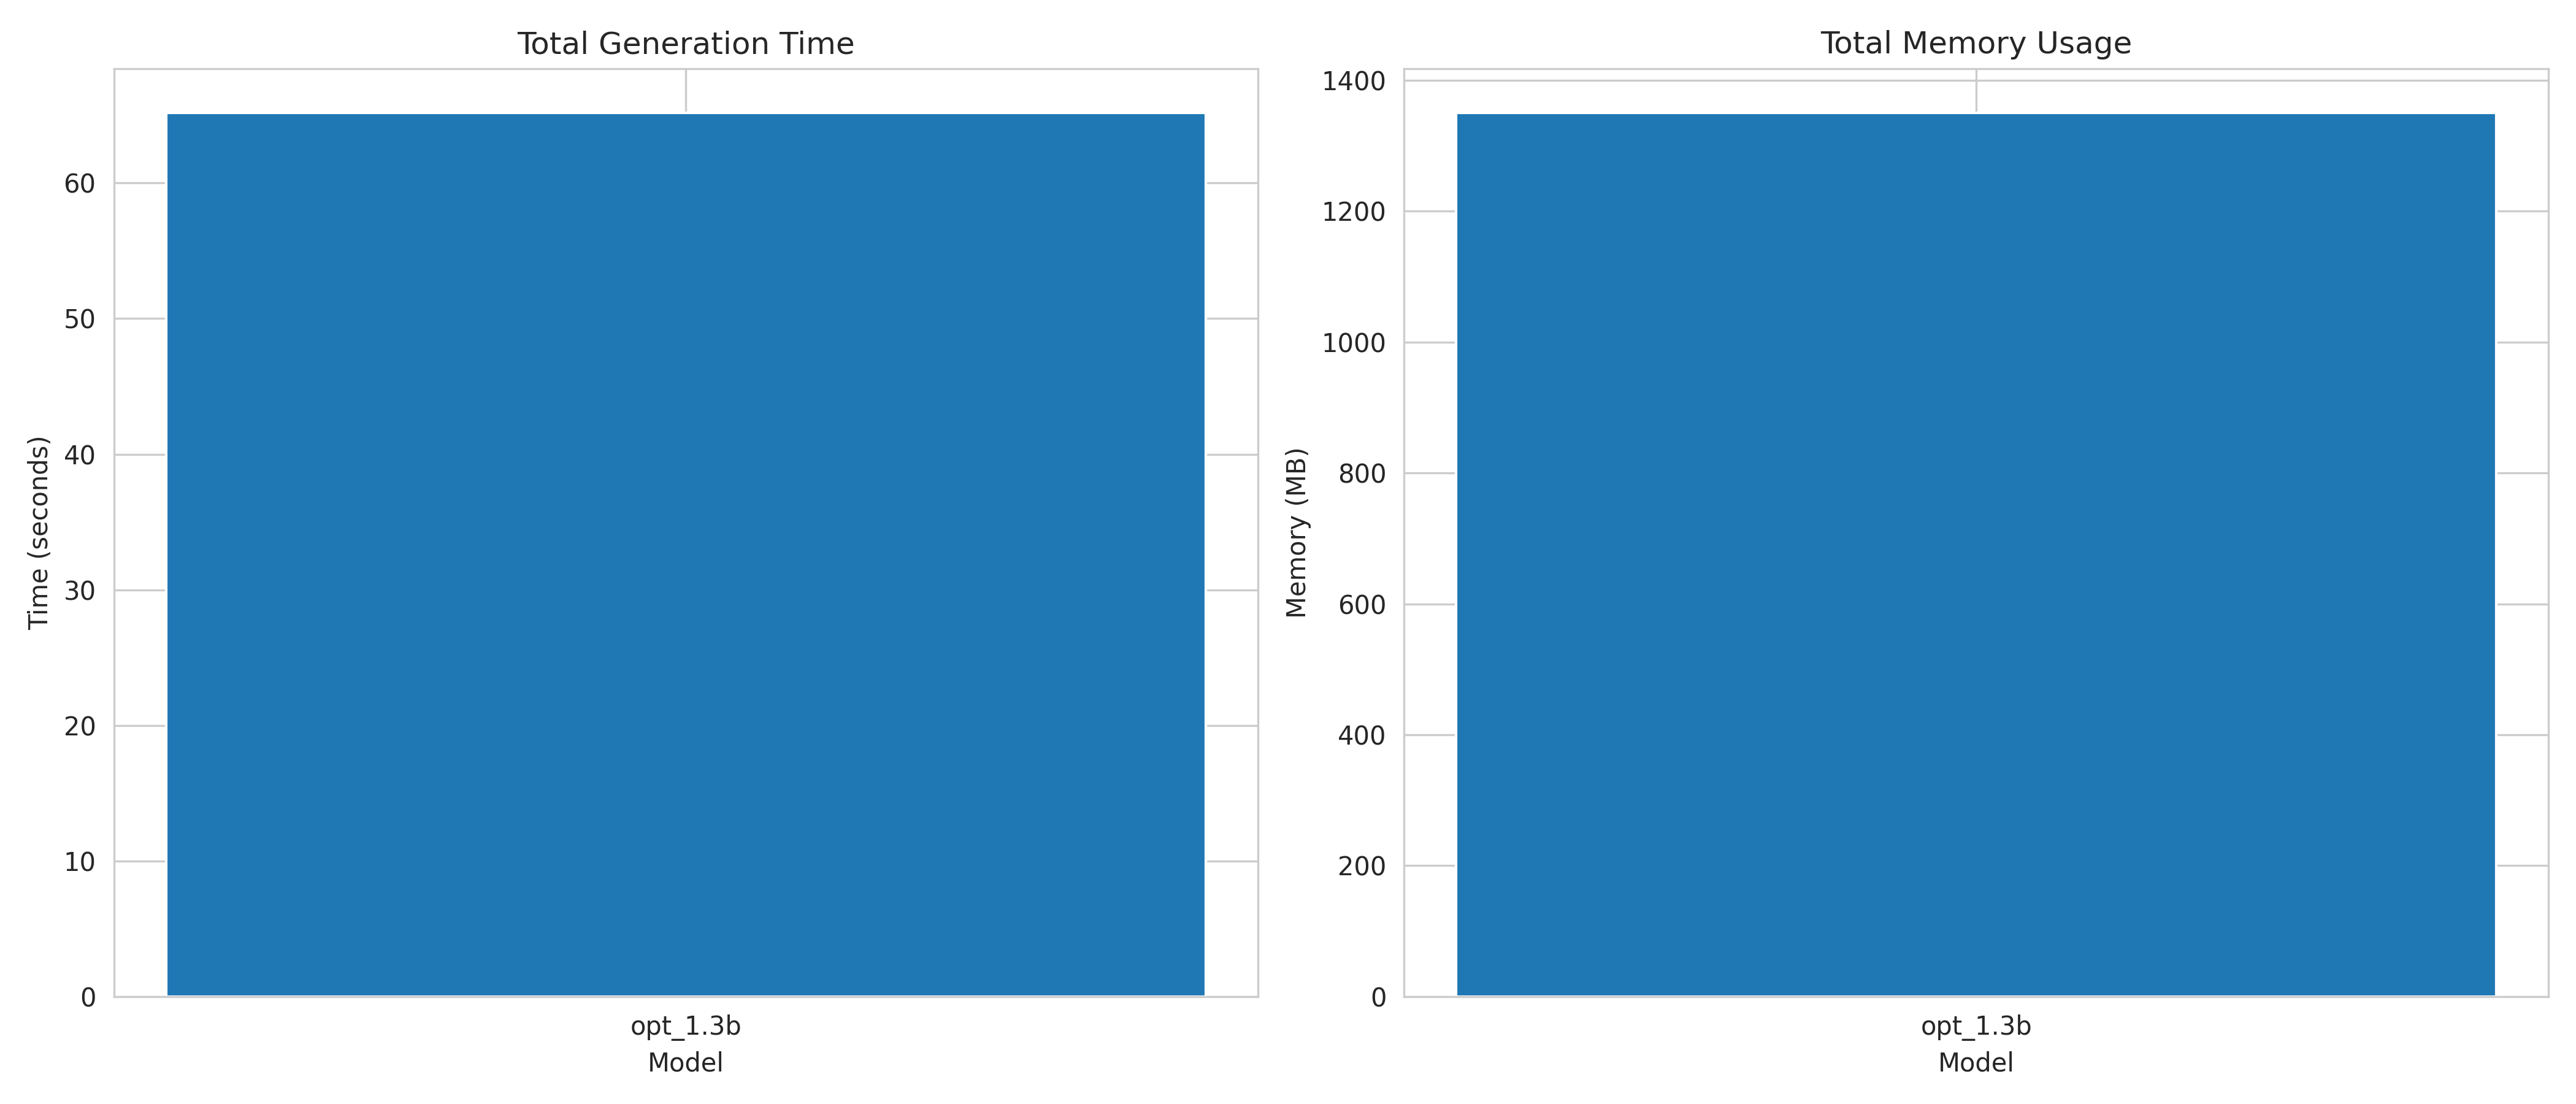 Total Generation Time
Time (seconds)
60
50
40
30
20
10
0
opt_1.3b
Model
Total Memory Usage
Memory (MB)
1400
1200
1000
800
600
400
200
0
opt_1.3b
Model